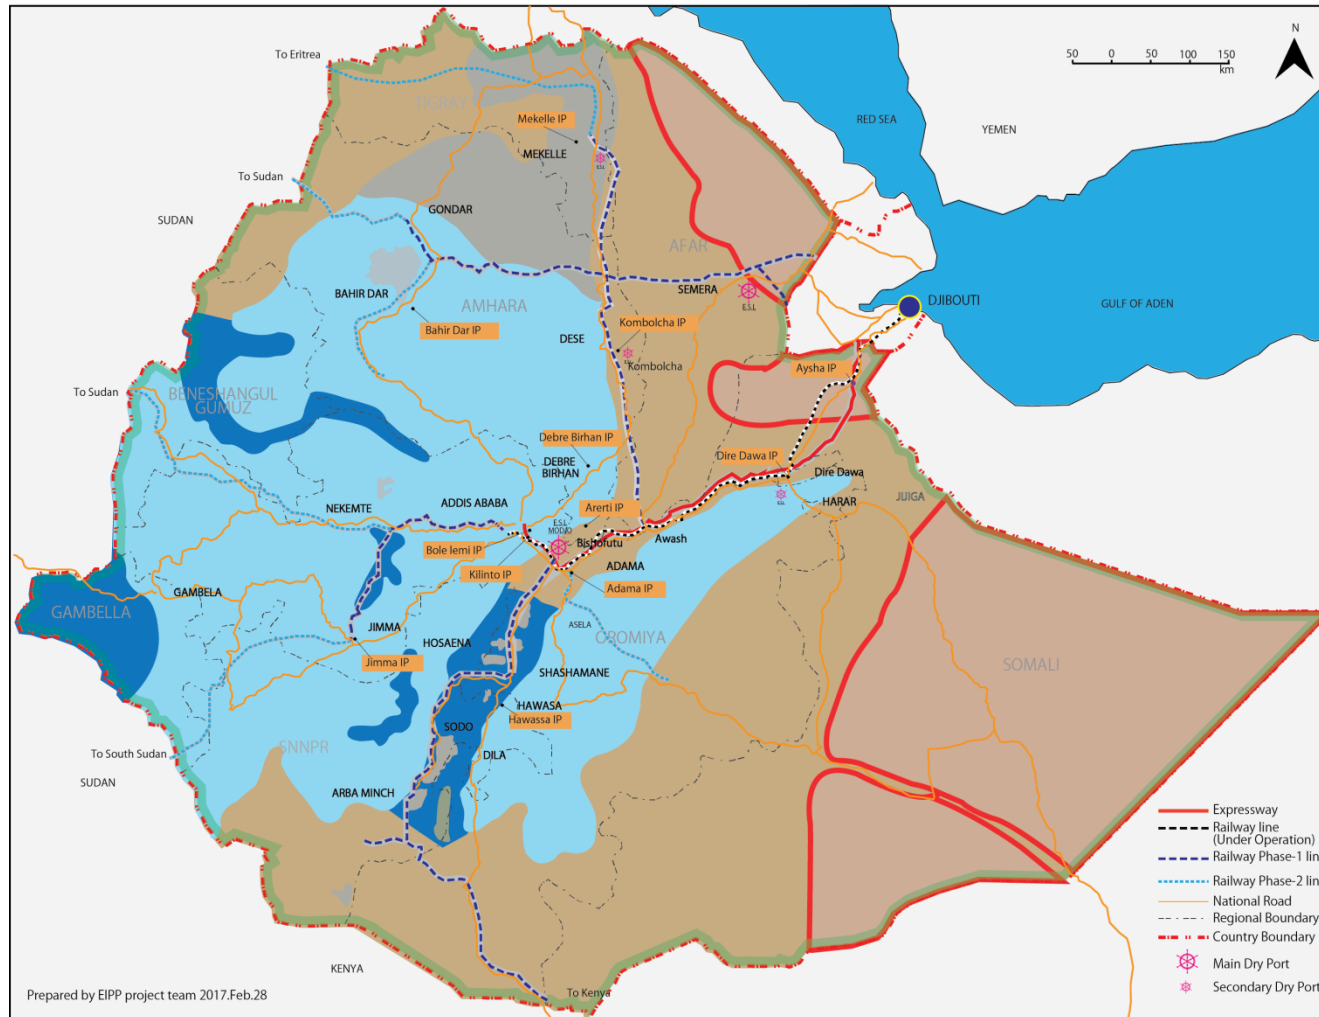 To Eritrea
50 0 50 100 150
km
N
TIGRAY
RED SEA
YEMEN
Mekelle IP
MEKELLE
E.S.L
To Sudan
SUDAN
GONDAR
AFAR
SEMERA
E.S.L
DJIBOUTI
GULF OF ADEN
BAHIR DAR
AMHARA
Bahir Dar IP
Kombolcha IP
DESE
Kombolcha
Aysha IP
To Sudan
BENESHANGUL
GUMUZ
Debre Birhan IP
DEBRE
BIRHAN
Dire Dawa IP
Dire Dawa
HARAR
JIJIGA
NEKEMTE
ADDIS ABABA
Arerti IP
E.S.L
MODJO
Bishofutu
Awash
Bole lemi IP
Kilinto IP
ADAMA
Adama IP
GAMBELLA
GAMBELA
JIMMA
Jimma IP
HOSAENA
ASELA
OROMIYA
SHASHAMANE
SOMALI
HAWASA
Hawassa IP
SODO
DILA
To South Sudan
SUDAN
SNNPR
ARBA MINCH
KENYA
To Kenya
Expressway
Railway line
(Under Operation)
Railway Phase-1 lin
Railway Phase-2 lin
National Road
Regional Boundary
Country Boundary
Main Dry Port
Secondary Dry Port
Prepared by EIPP project team 2017.Feb.28